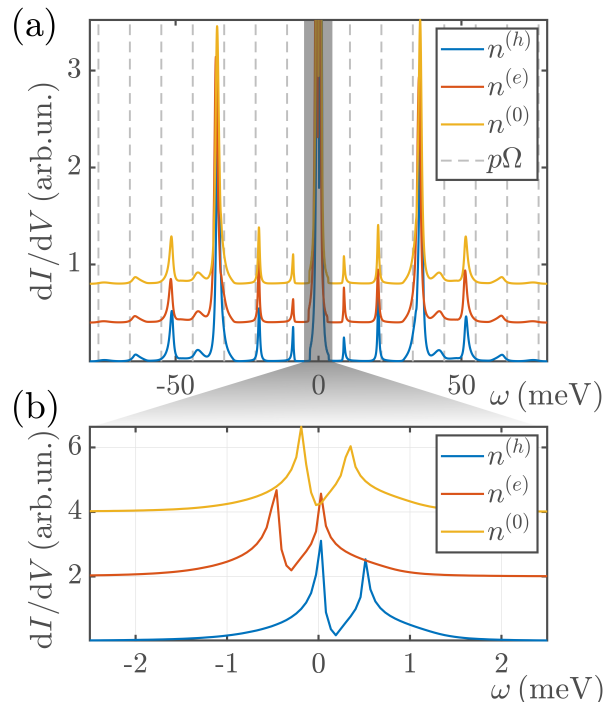 (a)
dI/dV (arb.un.)
3
2
1
n^(h)
n^(e)
n^(0)
pΩ
-50
0
50
ω (meV)
(b)
dI/dV (arb.un.)
6
4
2
n^(h)
n^(e)
n^(0)
-2
-1
0
1
2
ω (meV)